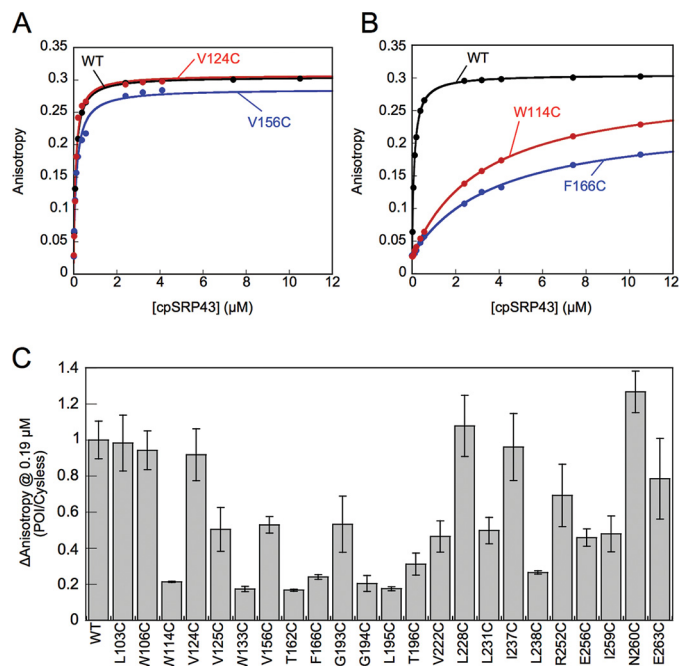 A
B
0.35
0.3
0.25
0.2
0.15
0.1
0.05
0
Anisotropy
WT
V124C
V156C
0 2 4 6 8 10 12
[cpSRP43] (μM)
0.35
0.3
0.25
0.2
0.15
0.1
0.05
0
Anisotropy
WT
W114C
F166C
0 2 4 6 8 10 12
[cpSRP43] (μM)
C
1.4
1.2
1
0.8
0.6
0.4
0.2
0
ΔAnisotropy @ 0.19 μM
(POI/Cysless)
WT
L103C
W106C
W114C
V124C
V125C
W133C
V156C
T162C
F166C
G193C
G194C
L195C
T196C
V222C
L228C
L231C
I237C
L238C
R252C
E256C
I259C
N260C
E263C